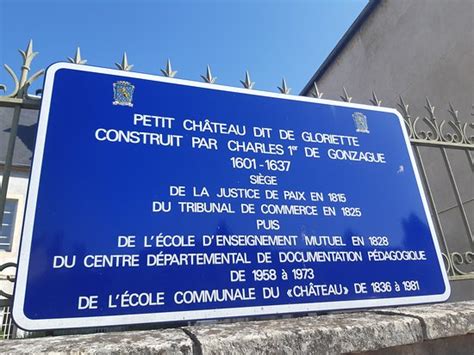 PETIT CHÂTEAU DIT DE GLORIETTE
CONSTRUIT PAR CHARLES 1er DE GONZAGUE
1601-1637
SIÈGE
DE LA JUSTICE DE PAIX EN 1815
DU TRIBUNAL DE COMMERCE EN 1825
PUIS
DE L'ÉCOLE D'ENSEIGNEMENT MUTUEL EN 1828
DU CENTRE DÉPARTEMENTAL DE DOCUMENTATION PÉDAGOGIQUE
DE 1958 à 1973
DE L'ÉCOLE COMMUNALE DU «CHÂTEAU» DE 1836 à 1981